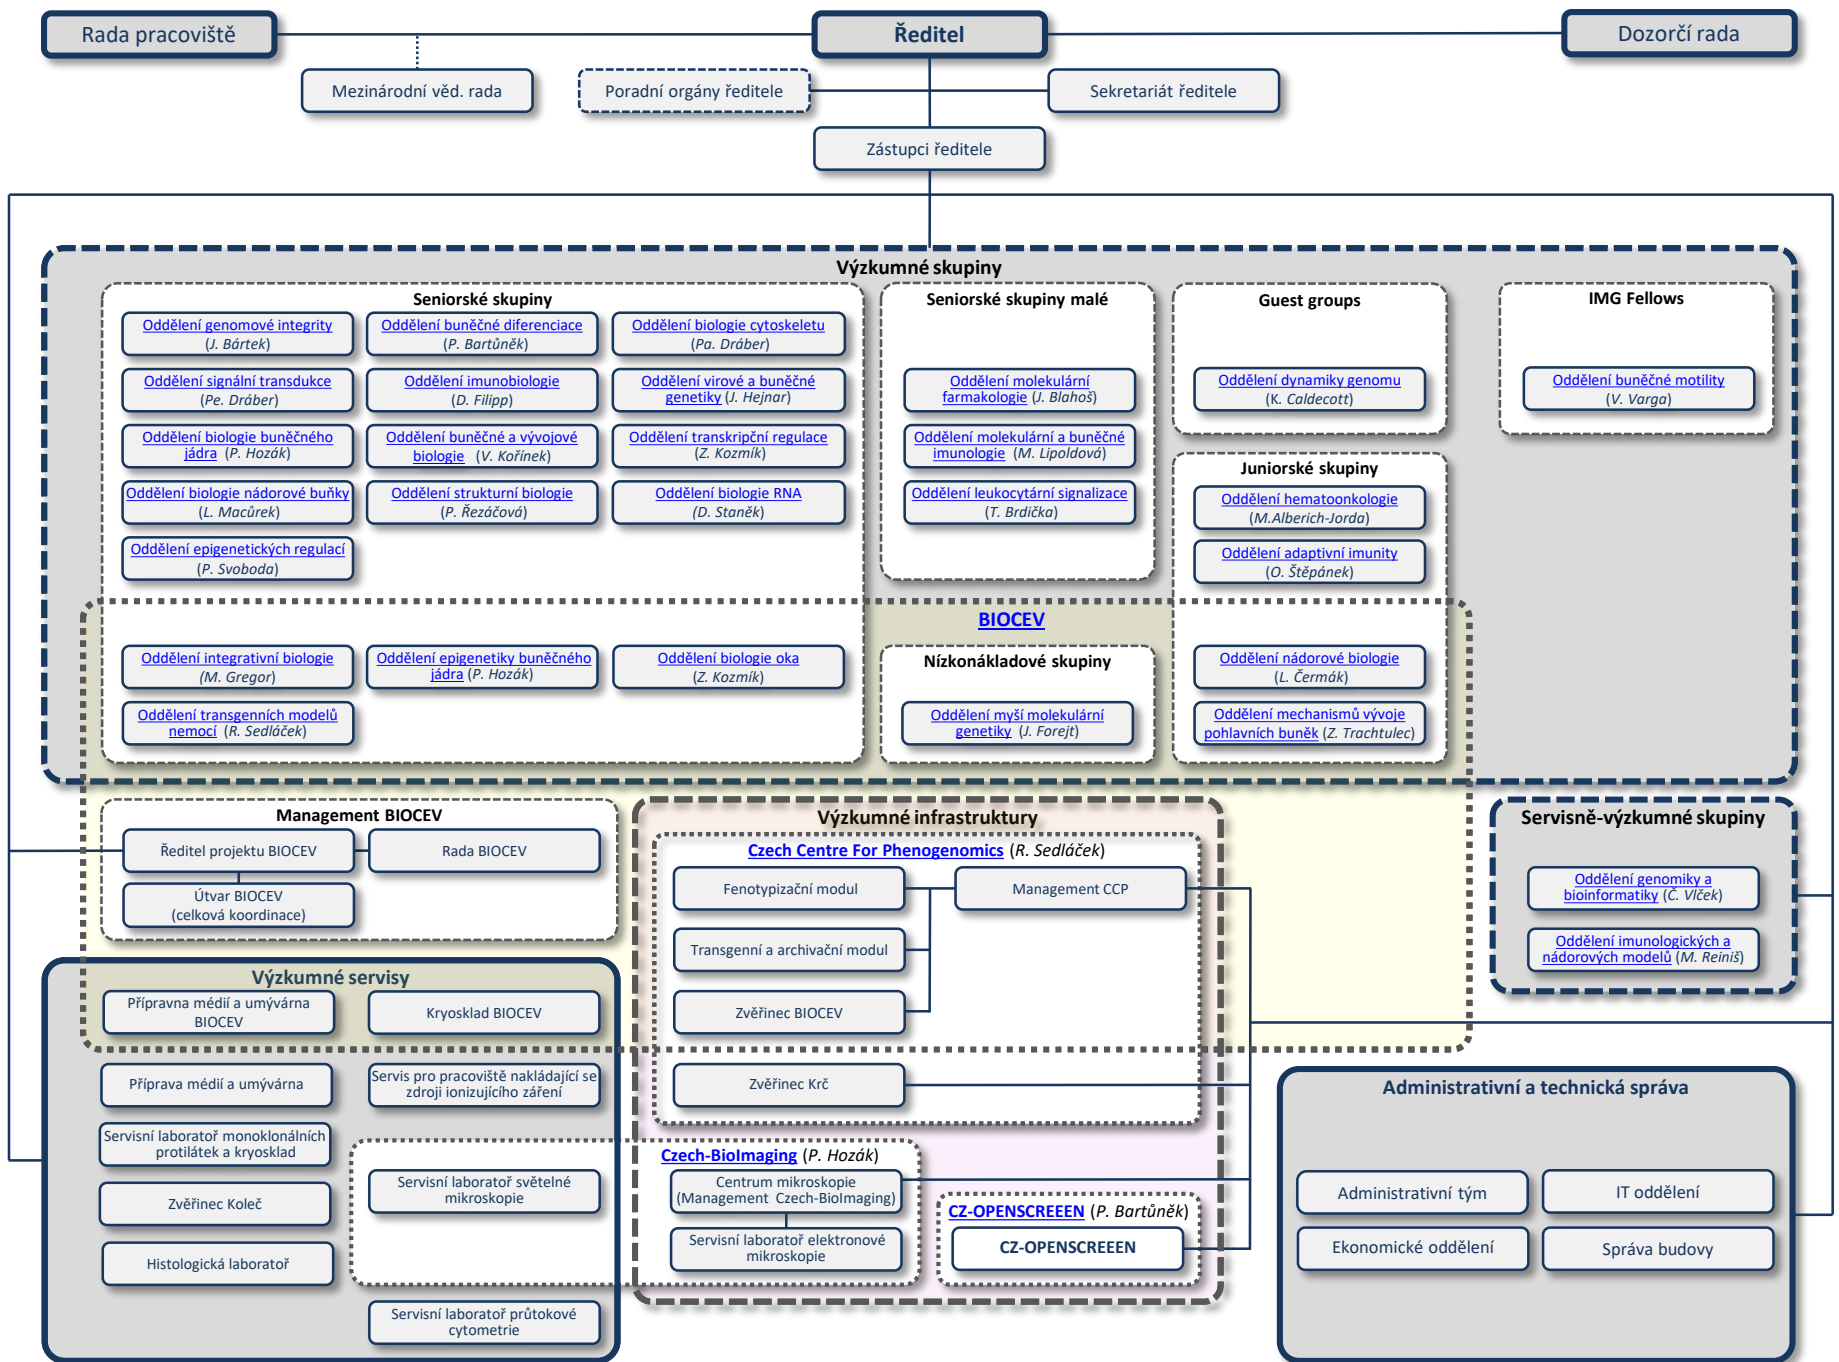 Rada pracoviště
Ředitel
Dozorčí rada
Mezinárodní věd. rada
Poradní orgány ředitele
Sekretariát ředitele
Zástupci ředitele
Výzkumné skupiny
Seniorské skupiny
Oddělení genomové integrity
(J. Bártek)
Oddělení buněčné diferenciace
(P. Bartůněk)
Oddělení biologie cytoskeletu
(Pa. Dráber)
Oddělení signální transdukce
(Pe. Dráber)
Oddělení imunobiologie
(D. Filipp)
Oddělení virové a buněčné
genetiky (J. Hejnar)
Oddělení biologie buněčného
jádra (P. Hozák)
Oddělení buněčné a vývojové
biologie (V. Kořínek)
Oddělení transkripční regulace
(Z. Kozmík)
Oddělení biologie nádorové buňky
(L. Macůrek)
Oddělení strukturní biologie
(P. Řezáčová)
Oddělení biologie RNA
(D. Staněk)
Oddělení epigenetických regulací
(P. Svoboda)
Seniorské skupiny malé
Oddělení molekulární
farmakologie (J. Blahoš)
Oddělení molekulární a buněčné
imunologie (M. Lipoldová)
Oddělení leukocytární signalizace
(T. Brdička)
Guest groups
Oddělení dynamiky genomu
(K. Caldecott)
IMG Fellows
Oddělení buněčné motility
(V. Varga)
Juniorské skupiny
Oddělení hematoonkologie
(M.Alberich-Jorda)
Oddělení adaptivní imunity
(O. Štěpánek)
BIOCEV
Oddělení integrativní biologie
(M. Gregor)
Oddělení epigenetiky buněčného
jádra (P. Hozák)
Oddělení biologie oka
(Z. Kozmík)
Oddělení transgenních modelů
nemocí (R. Sedláček)
Nízkonákladové skupiny
Oddělení myší molekulární
genetiky (J. Forejt)
Oddělení nádorové biologie
(L. Čermák)
Oddělení mechanismů vývoje
pohlavních buněk (Z. Trachtulec)
Management BIOCEV
Ředitel projektu BIOCEV
Rada BIOCEV
Útvar BIOCEV
(celková koordinace)
Výzkumné infrastruktury
Czech Centre For Phenogenomics (R. Sedláček)
Fenotypizační modul
Management CCP
Transgenní a archivační modul
Zvěřinec BIOCEV
Zvěřinec Krč
Servisně-výzkumné skupiny
Oddělení genomiky a
bioinformatiky (Č. Vlček)
Oddělení imunologických a
nádorových modelů (M. Reiniš)
Výzkumné servisy
Přípravna médií a umývárna
BIOCEV
Kryosklad BIOCEV
Příprava médií a umývárna
Servis pro pracoviště nakládající se
zdroji ionizujícího záření
Servisní laboratoř monoklonálních
protilátek a kryosklad
Zvěřinec Koleč
Servisní laboratoř světelné
mikroskopie
Histologická laboratoř
Servisní laboratoř průtokové
cytometrie
Czech-BioImaging (P. Hozák)
Centrum mikroskopie
(Management Czech-BioImaging)
Servisní laboratoř elektronové
mikroskopie
CZ-OPENSCREEEN (P. Bartůněk)
CZ-OPENSCREEEN
Administrativní a technická správa
Administrativní tým
IT oddělení
Ekonomické oddělení
Správa budovy